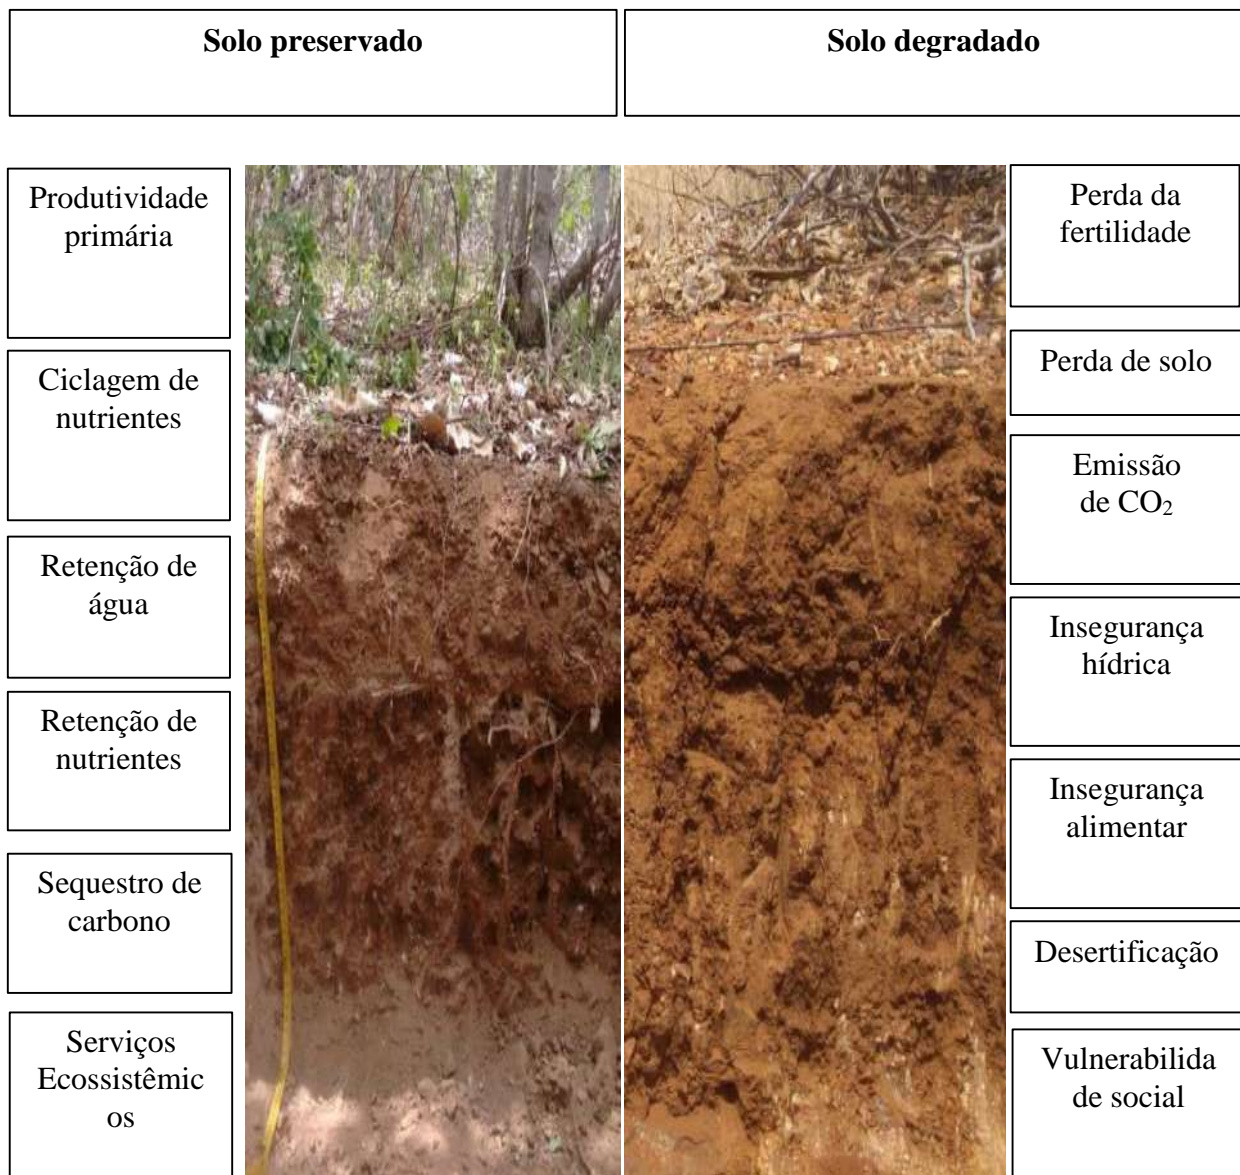 Solo preservado
Solo degradado
Produtividade
primária
Ciclagem de
nutrientes
Retenção de
água
Retenção de
nutrientes
Sequestro de
carbono
Serviços
Ecossistêmic
os
Perda da
fertilidade
Perda de solo
Emissão
de CO₂
Insegurança
hídrica
Insegurança
alimentar
Desertificação
Vulnerabilida
de social